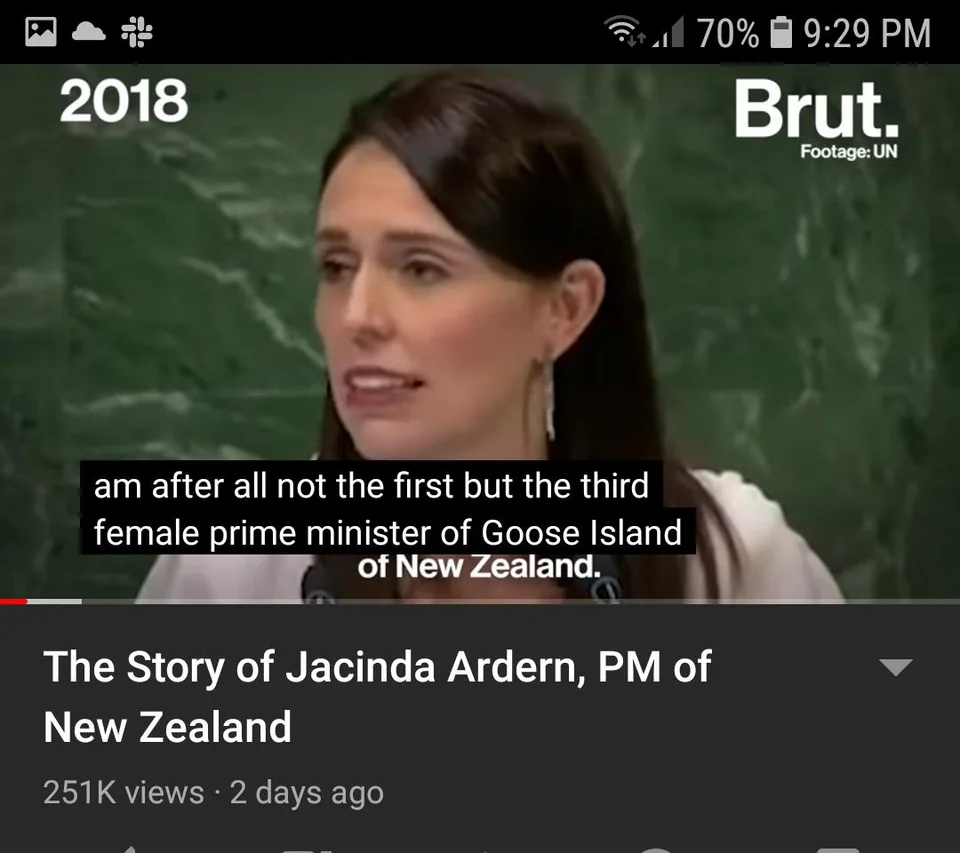 70% 9:29 PM
2018
Brut.
Footage: UN
am after all not the first but the third
female prime minister of Goose Island
of New Zealand.
The Story of Jacinda Ardern, PM of
New Zealand
251K views · 2 days ago